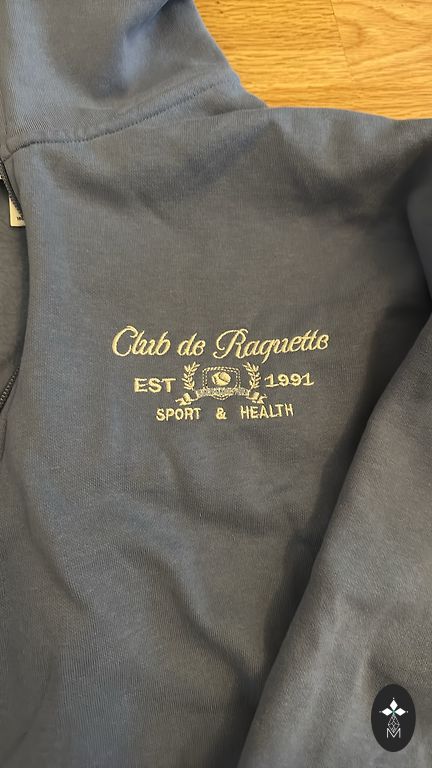 Club de Raquette
EST 1991
SPORT & HEALTH